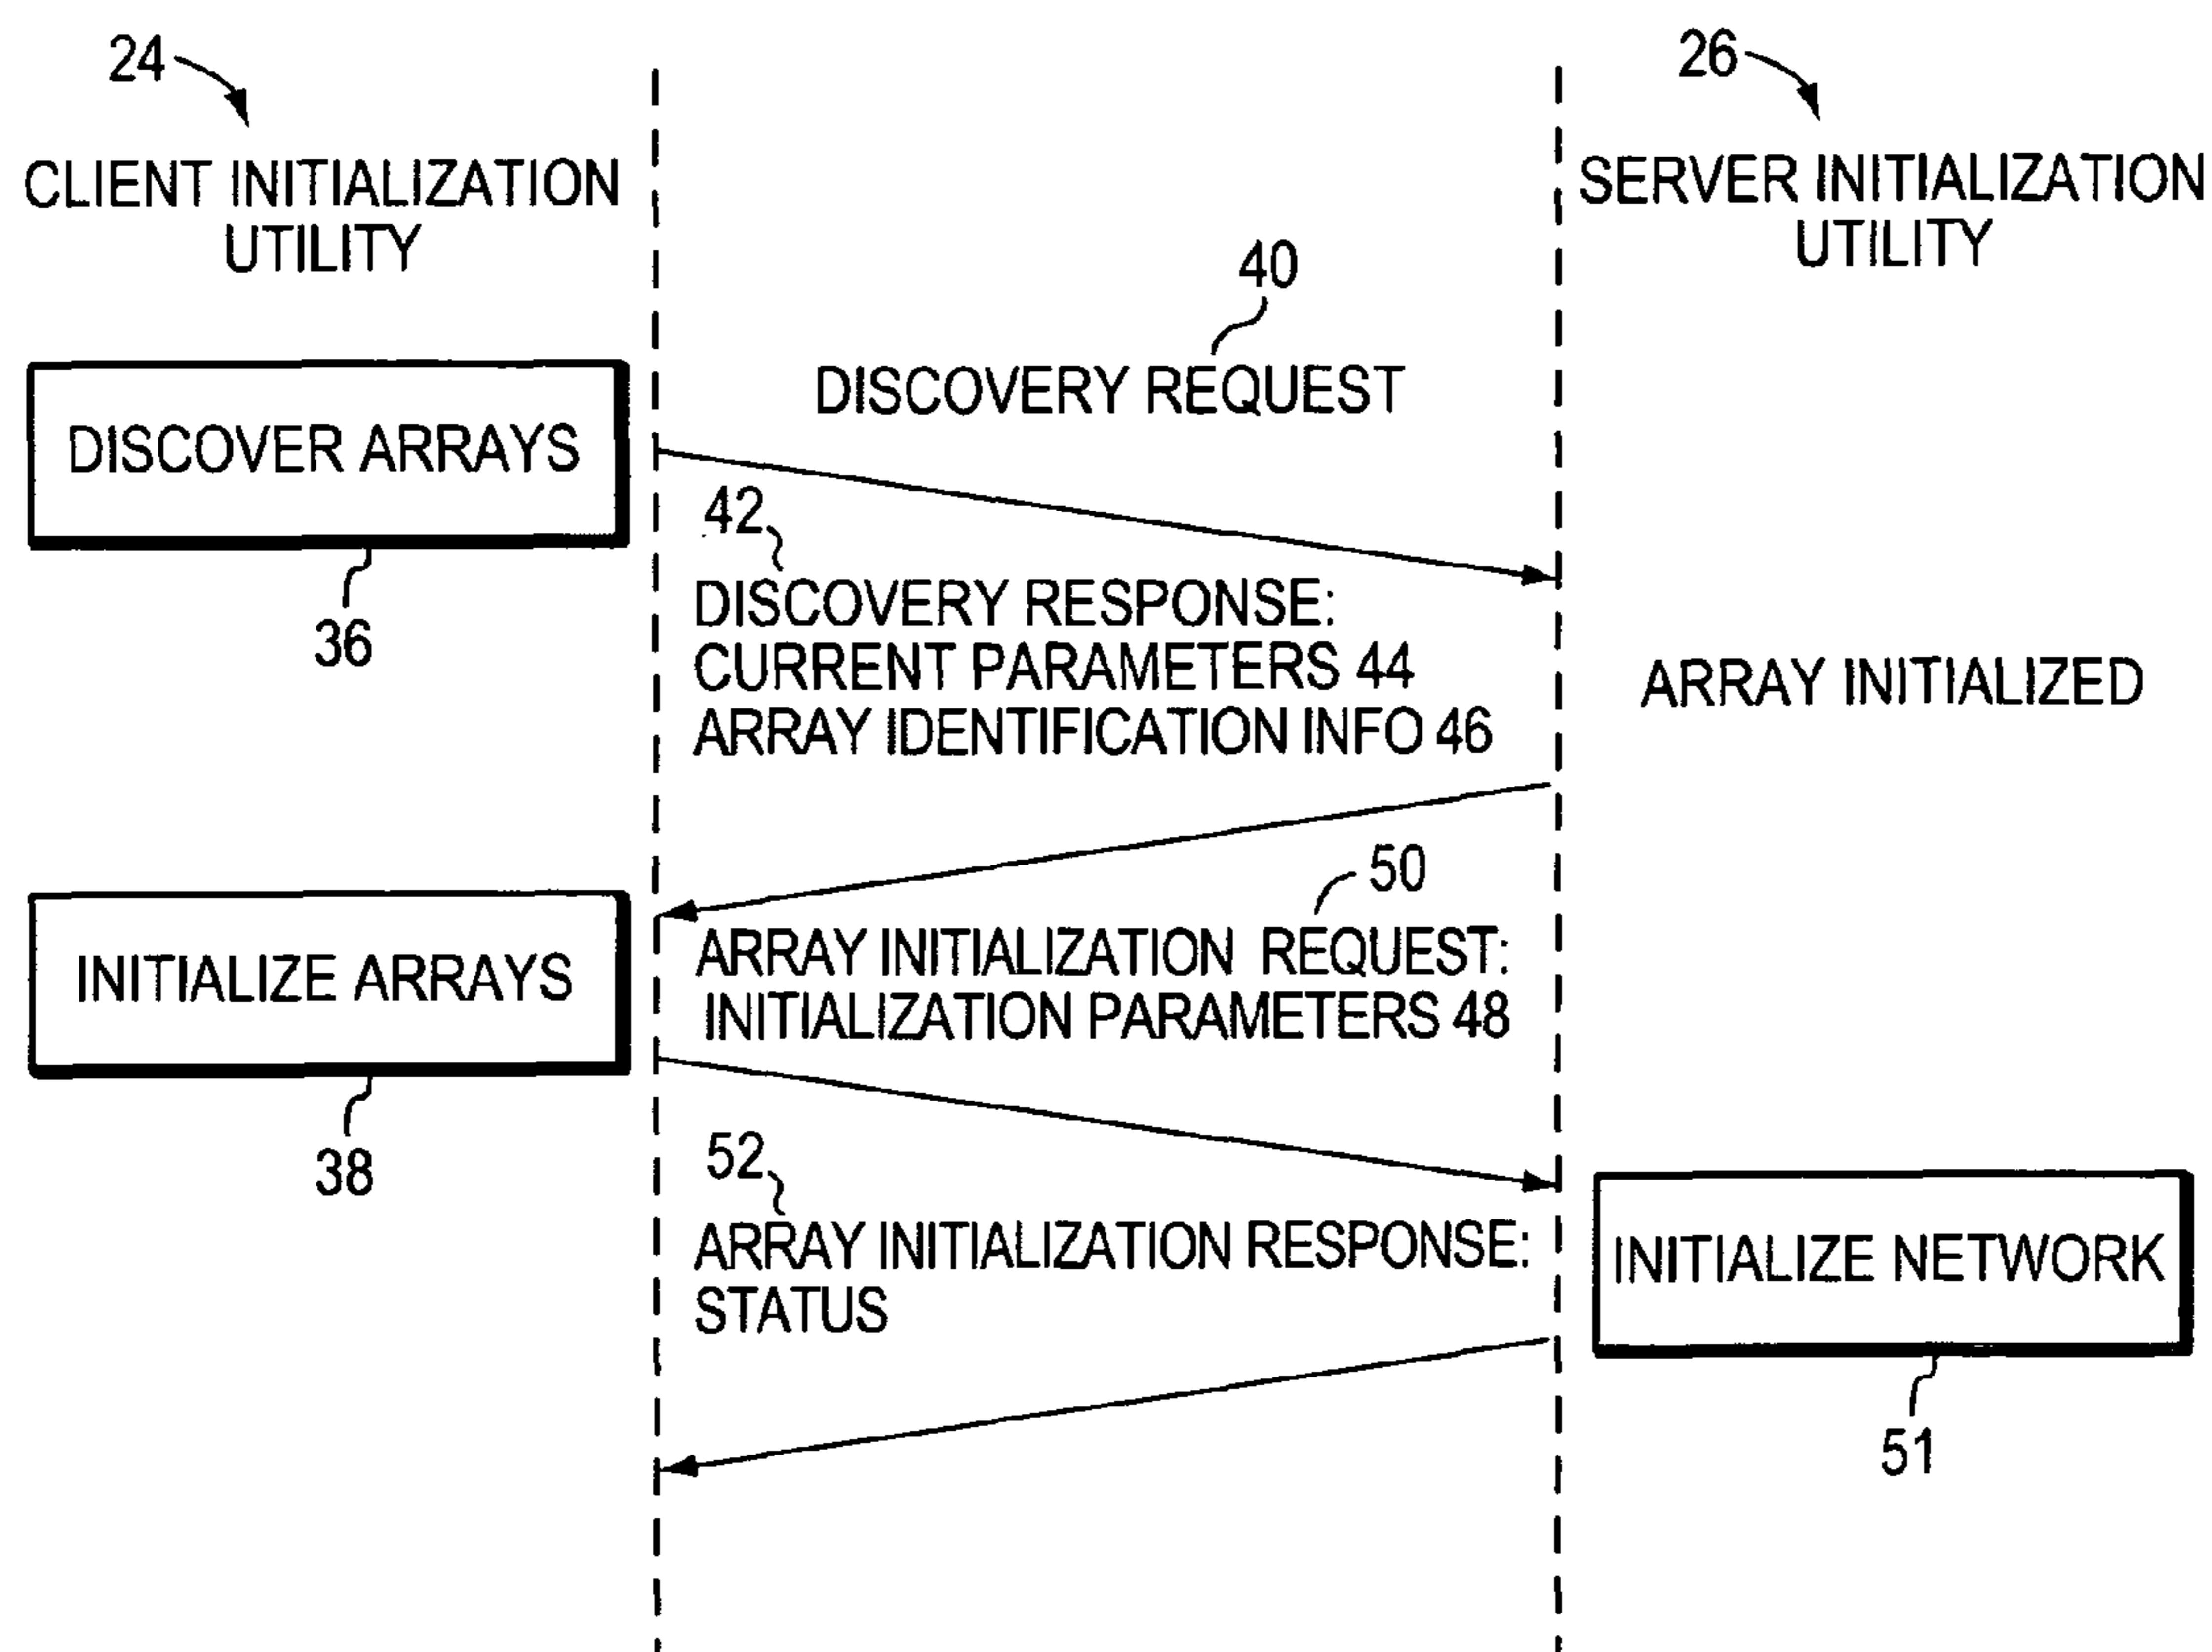 24
26
CLIENT INITIALIZATION
UTILITY
SERVER INITIALIZATION
UTILITY
40
DISCOVERY REQUEST
DISCOVER ARRAYS
36
42
DISCOVERY RESPONSE:
CURRENT PARAMETERS 44
ARRAY IDENTIFICATION INFO 46
ARRAY INITIALIZED
50
ARRAY INITIALIZATION REQUEST:
INITIALIZATION PARAMETERS 48
INITIALIZE ARRAYS
38
52
ARRAY INITIALIZATION RESPONSE:
STATUS
INITIALIZE NETWORK
51